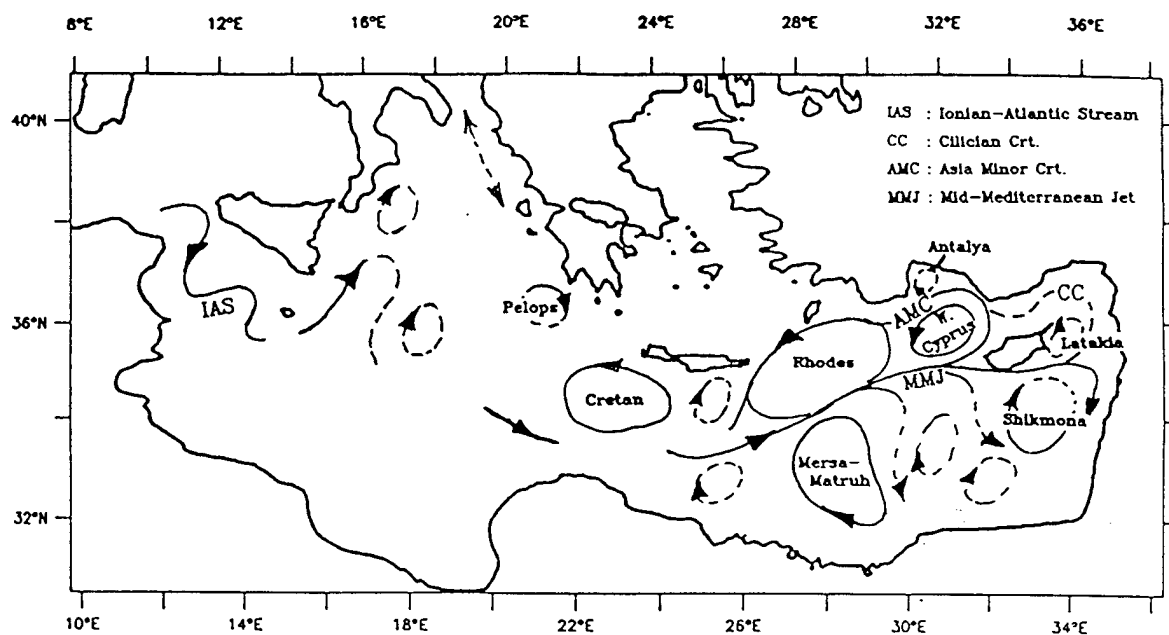 8°E 12°E 16°E 20°E 24°E 28°E 32°E 36°E
40°N
38°N
36°N
34°N
32°N
IAS : Ionian-Atlantic Stream
CC : Cilician Crt.
AMC : Asia Minor Crt.
MMJ : Mid-Mediterranean Jet
Antalya
CC
IAS
Pelops
AMC
W.
Cyprus
Latakia
Rhodes
MMJ
Cretan
Shikmona
Mersa-
Matruh
10°E 14°E 18°E 22°E 26°E 30°E 34°E